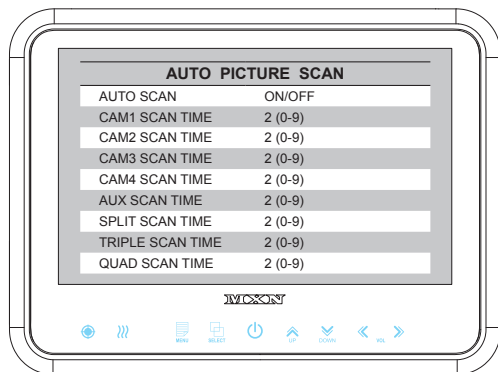 AUTO PICTURE SCAN
AUTO SCAN ON/OFF
CAM1 SCAN TIME 2 (0-9)
CAM2 SCAN TIME 2 (0-9)
CAM3 SCAN TIME 2 (0-9)
CAM4 SCAN TIME 2 (0-9)
AUX SCAN TIME 2 (0-9)
SPLIT SCAN TIME 2 (0-9)
TRIPLE SCAN TIME 2 (0-9)
QUAD SCAN TIME 2 (0-9)
MXN
MENU SELECT UP DOWN VOL